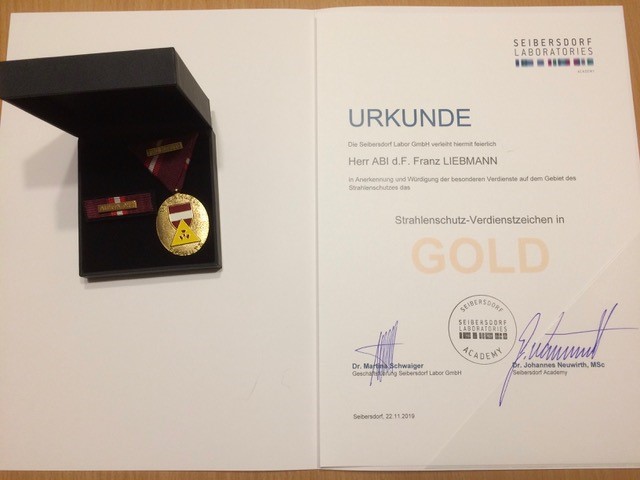 SEIBERSDORF
LABORATORIES
ACADEMY
URKUNDE
Die Seibersdorf Labor GmbH verleiht hiermit feierlich
Herr ABI d.F. Franz LIEBMANN
in Anerkennung und Würdigung der besonderen Verdienste auf dem Gebiet des
Strahlenschutzes das
Strahlenschutz-Verdienstzeichen in
GOLD
SEIBERSDORF
SEIBERSDORF
LABORATORIES
ACADEMY
Dr. Martina Schwaiger
Geschäftsführung Seibersdorf Labor GmbH
Dr. Johannes Neuwirth, MSc
Seibersdorf Academy
Seibersdorf, 22.11.2019